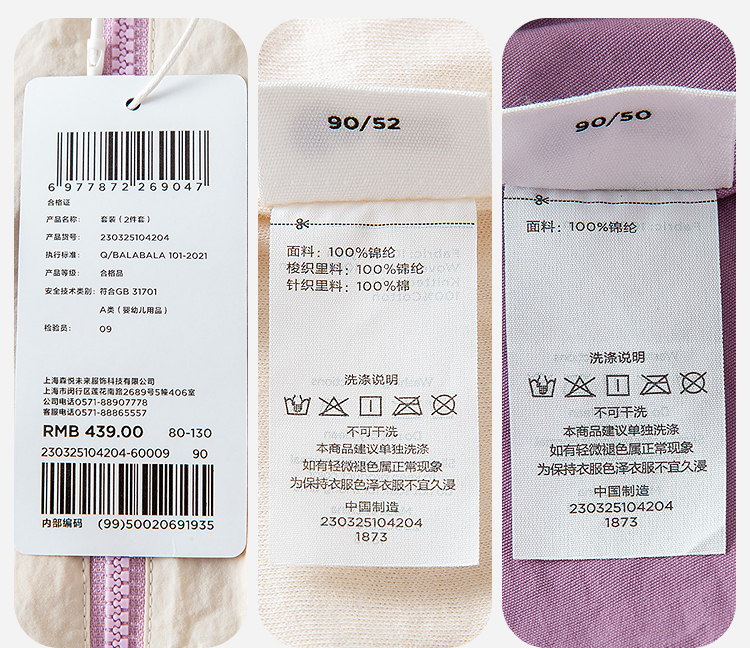 6 977872 269047
合格证
产品名称: 套装（2件套）
产品货号: 230325104204
执行标准: Q/BALABALA 101-2021
产品等级: 合格品
安全技术类别: 符合GB 31701
A类（婴幼儿用品）
检验员: 09
上海森悦未来服饰科技有限公司
上海市闵行区莲花南路2689号5幢406室
公司电话0571-88907778
客服电话0571-88865557
RMB 439.00 80-130
230325104204-60009 90
内部编码 (99)50020691935
90/52
面料: 100%锦纶
梭织里料: 100%锦纶
针织里料: 100%棉
洗涤说明
不可干洗
本商品建议单独洗涤
如有轻微褪色属正常现象
为保持衣服色泽衣服不宜久浸
中国制造
230325104204
1873
90/50
面料: 100%锦纶
洗涤说明
不可干洗
本商品建议单独洗涤
如有轻微褪色属正常现象
为保持衣服色泽衣服不宜久浸
中国制造
230325104204
1873